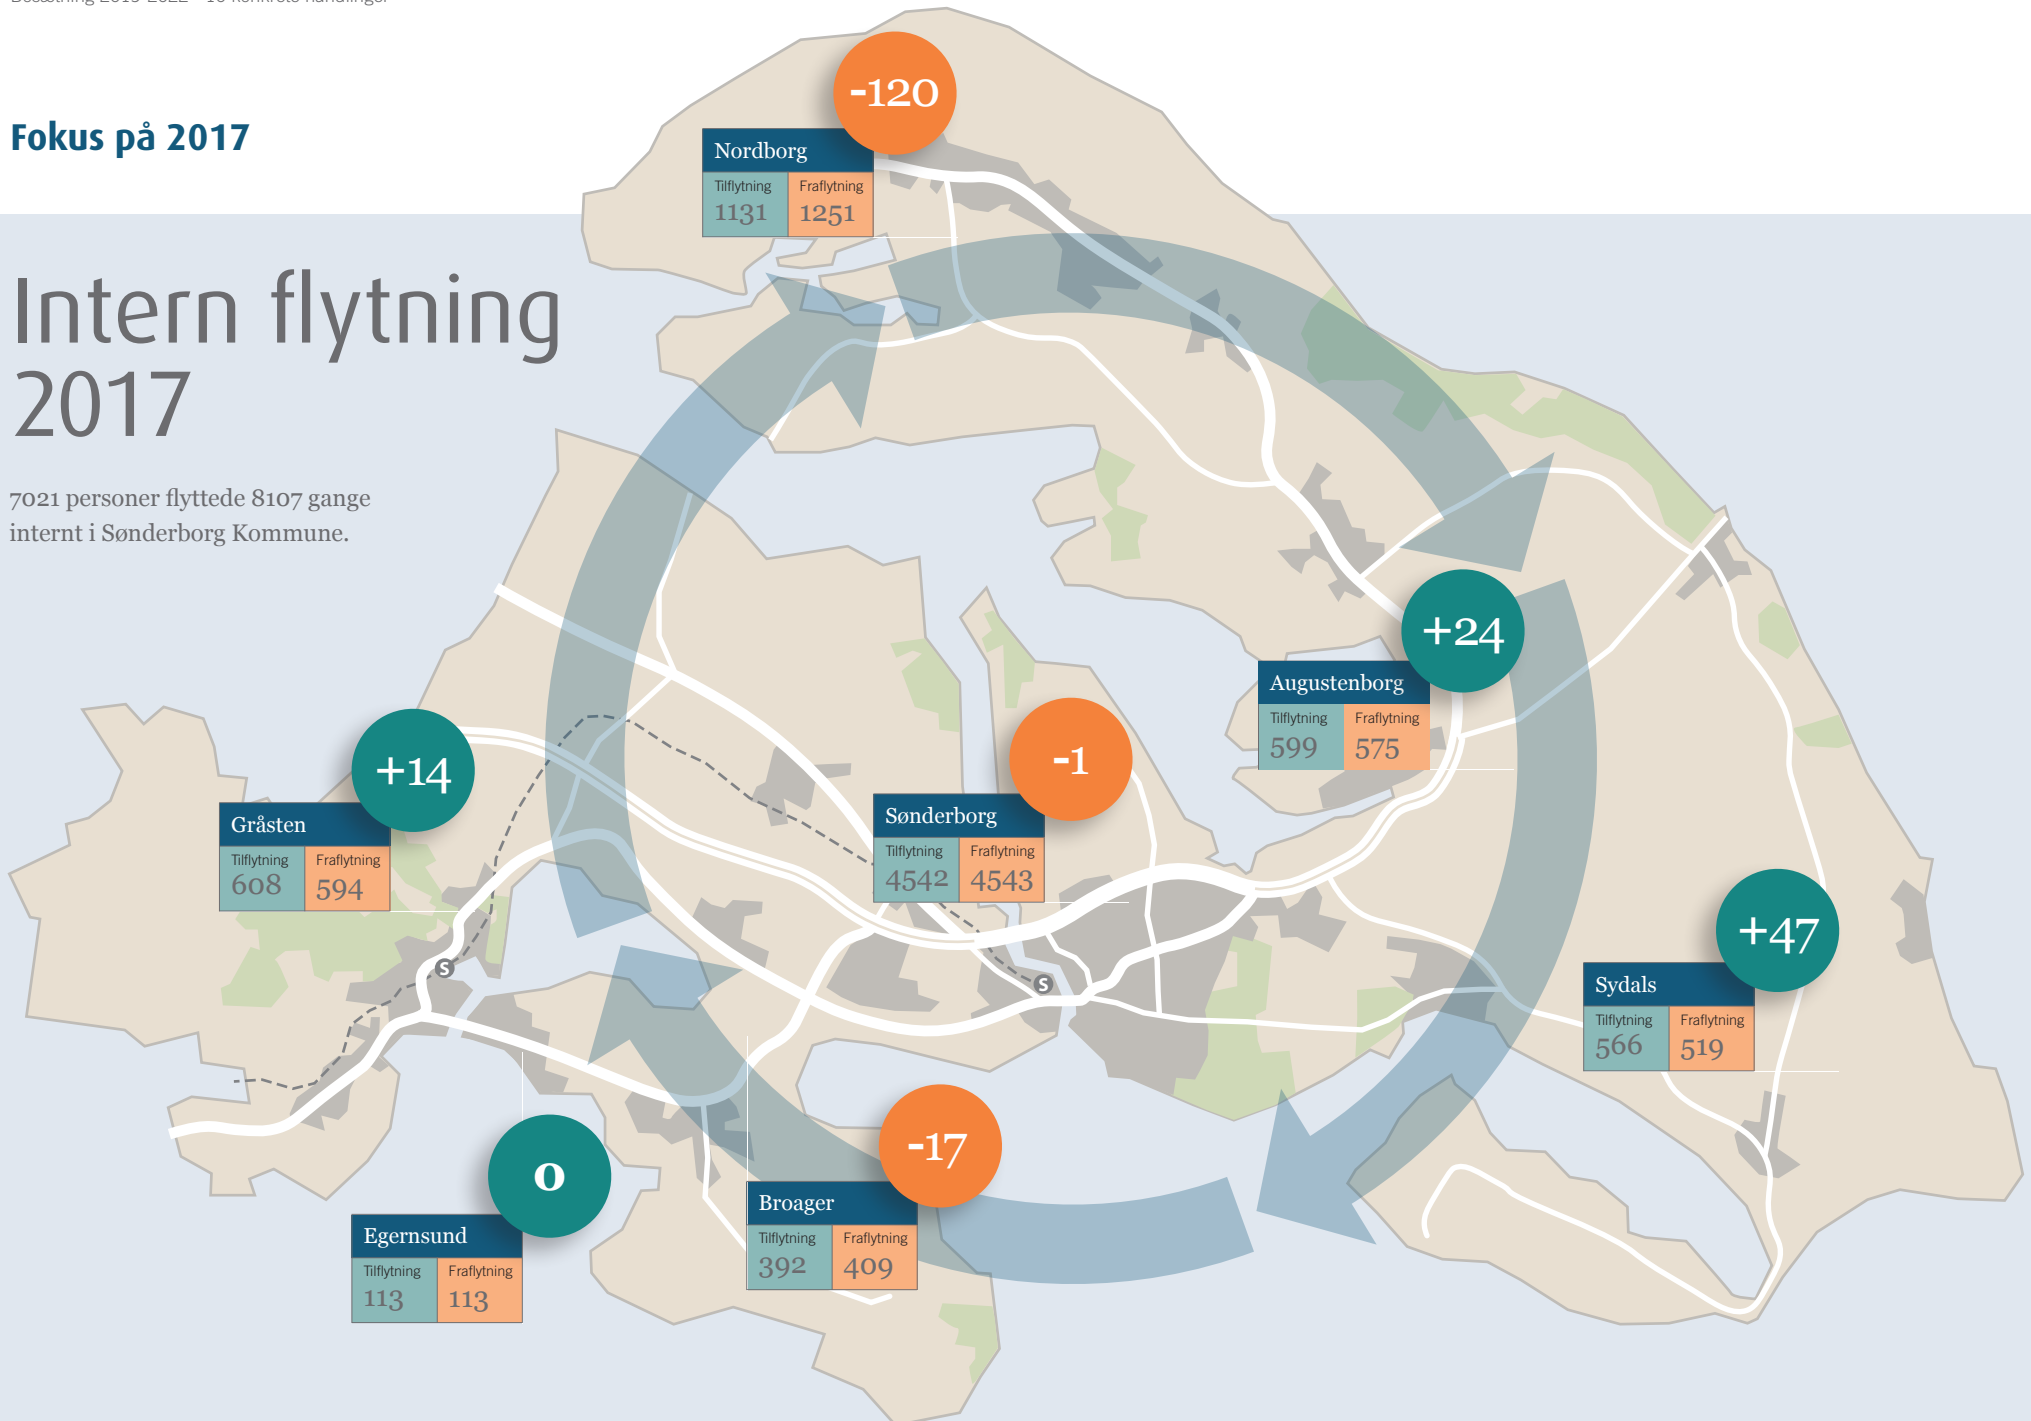 Fokus på 2017
Intern flytning
2017
7021 personer flyttede 8107 gange
internt i Sønderborg Kommune.
-120
Nordborg
Tilflytning Fraflytning
1131 1251
+24
Augustenborg
Tilflytning Fraflytning
599 575
+14
Gråsten
Tilflytning Fraflytning
608 594
-1
Sønderborg
Tilflytning Fraflytning
4542 4543
+47
Sydals
Tilflytning Fraflytning
566 519
S
S
0
Egernsund
Tilflytning Fraflytning
113 113
-17
Broager
Tilflytning Fraflytning
392 409